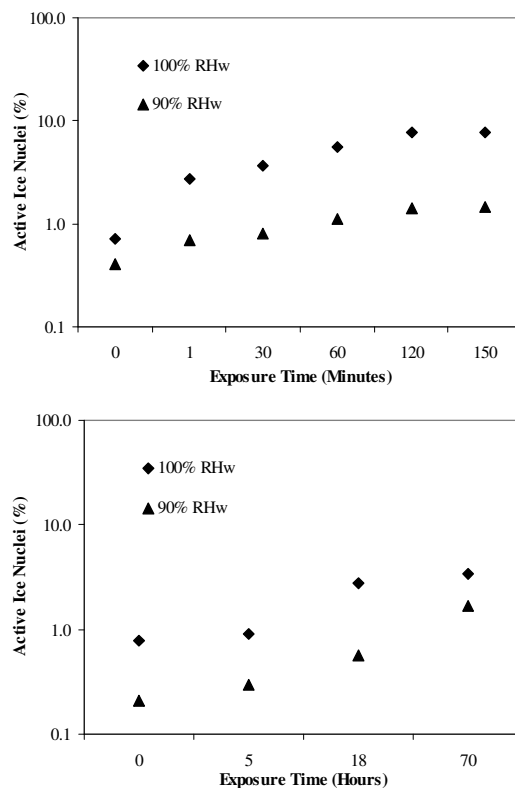 100.0
100% RHw
90% RHw
10.0
1.0
0.1
Active Ice Nuclei (%)
0 1 30 60 120 150
Exposure Time (Minutes)
100.0
100% RHw
90% RHw
10.0
1.0
0.1
Active Ice Nuclei (%)
0 5 18 70
Exposure Time (Hours)